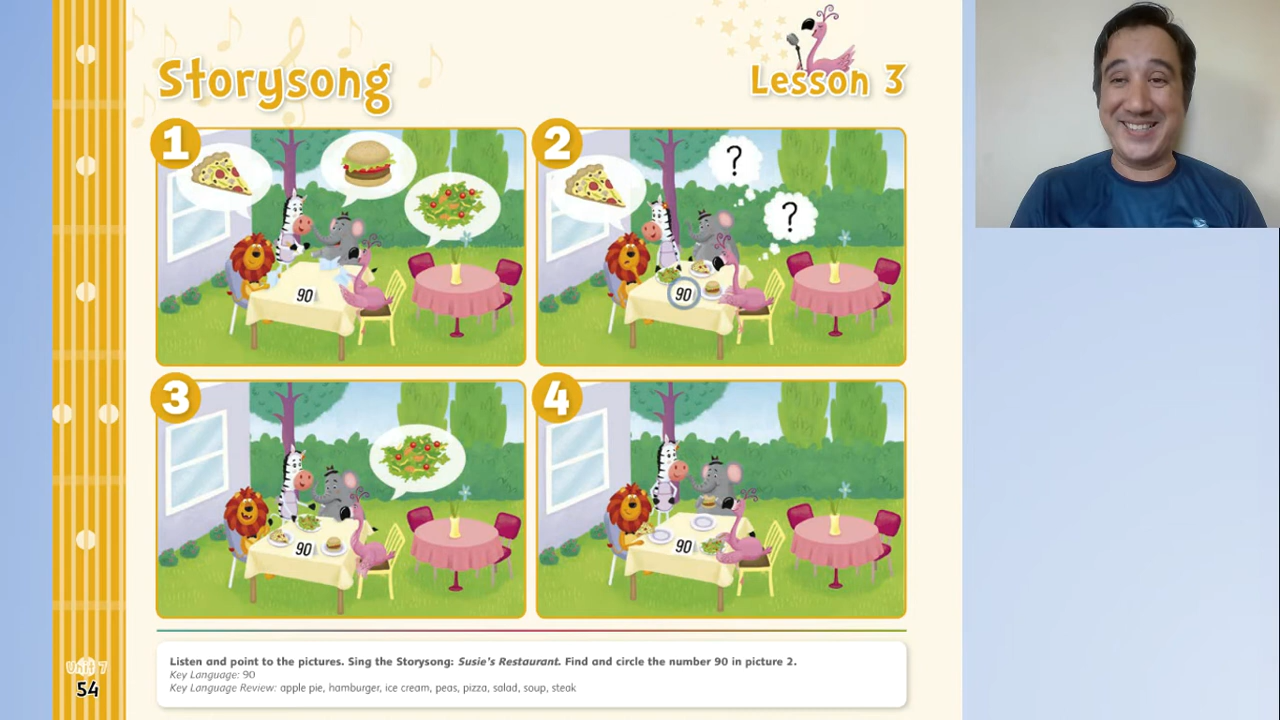 Storysong
Lesson 3
1
90
2
?
?
90
3
90
4
90
Listen and point to the pictures. Sing the Storysong: Susie's Restaurant. Find and circle the number 90 in picture 2.
Key Language: 90
Key Language Review: apple pie, hamburger, ice cream, peas, pizza, salad, soup, steak
Unit 7
54